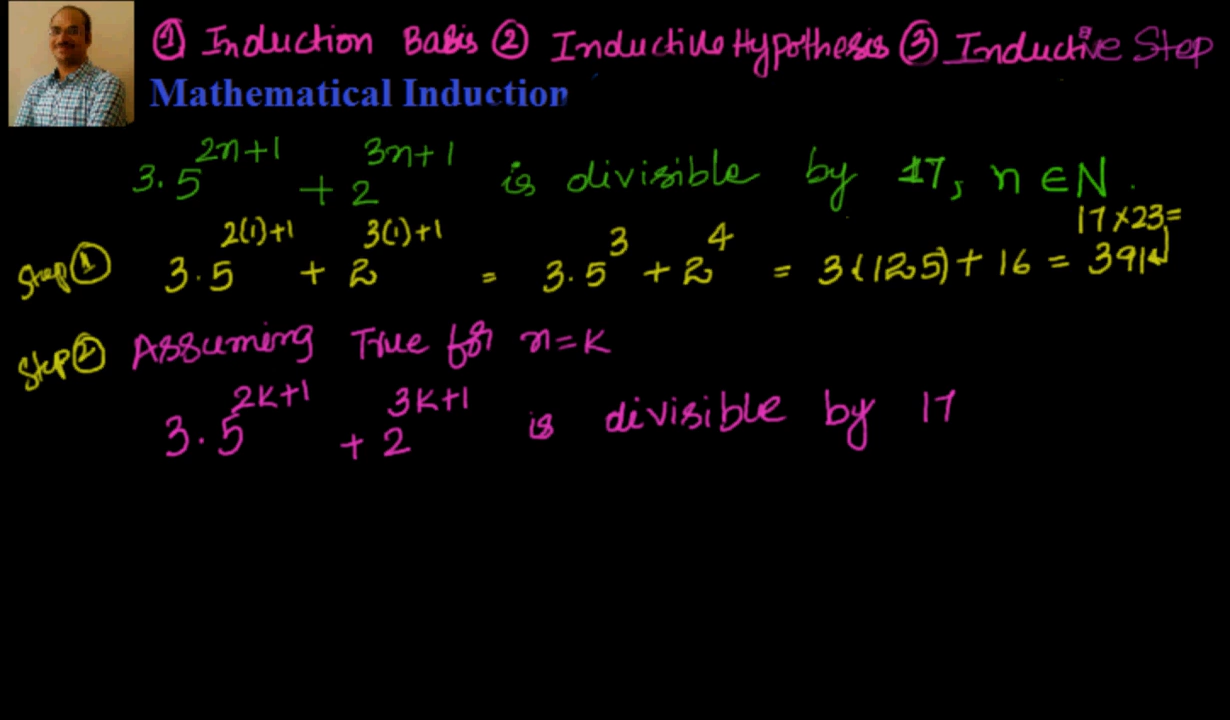 ① Induction Basis ② Inductive Hypothesis ③ Inductive Step
Mathematical Induction
3.5^{2n+1} + 2^{3n+1} is divisible by 17, n ∈ N.
17×23=
Step ① 3.5^{2(1)+1} + 2^{3(1)+1} = 3.5^3 + 2^4 = 3(125) + 16 = 391
Step ② Assuming True for n=K
3.5^{2K+1} + 2^{3K+1} is divisible by 17